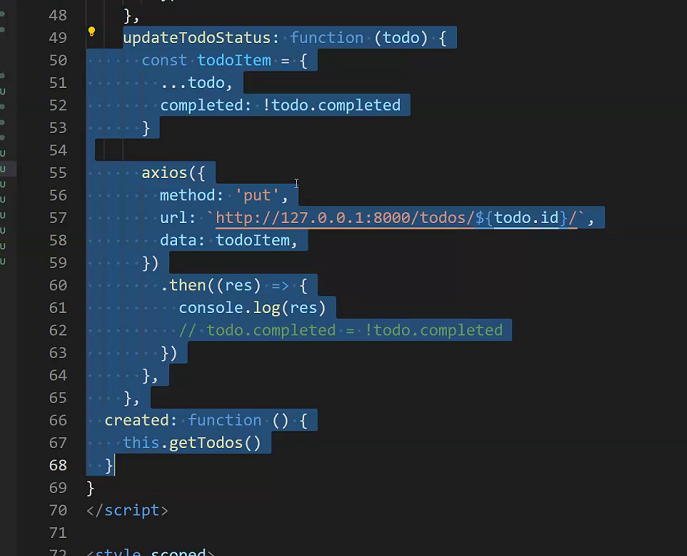 48 },
49 updateTodoStatus: function (todo) {
50 const todoItem = {
51 ...todo,
52 completed: !todo.completed
53 }
54
55 axios({
56 method: 'put',
57 url: `http://127.0.0.1:8000/todos/${todo.id}/`,
58 data: todoItem,
59 })
60 .then((res) => {
61 console.log(res)
62 // todo.completed = !todo.completed
63 })
64 },
65 },
66 created: function () {
67 this.getTodos()
68 }
69 }
70 </script>
71
72 <style scoped>
U
U
U
U
U
U
U
U